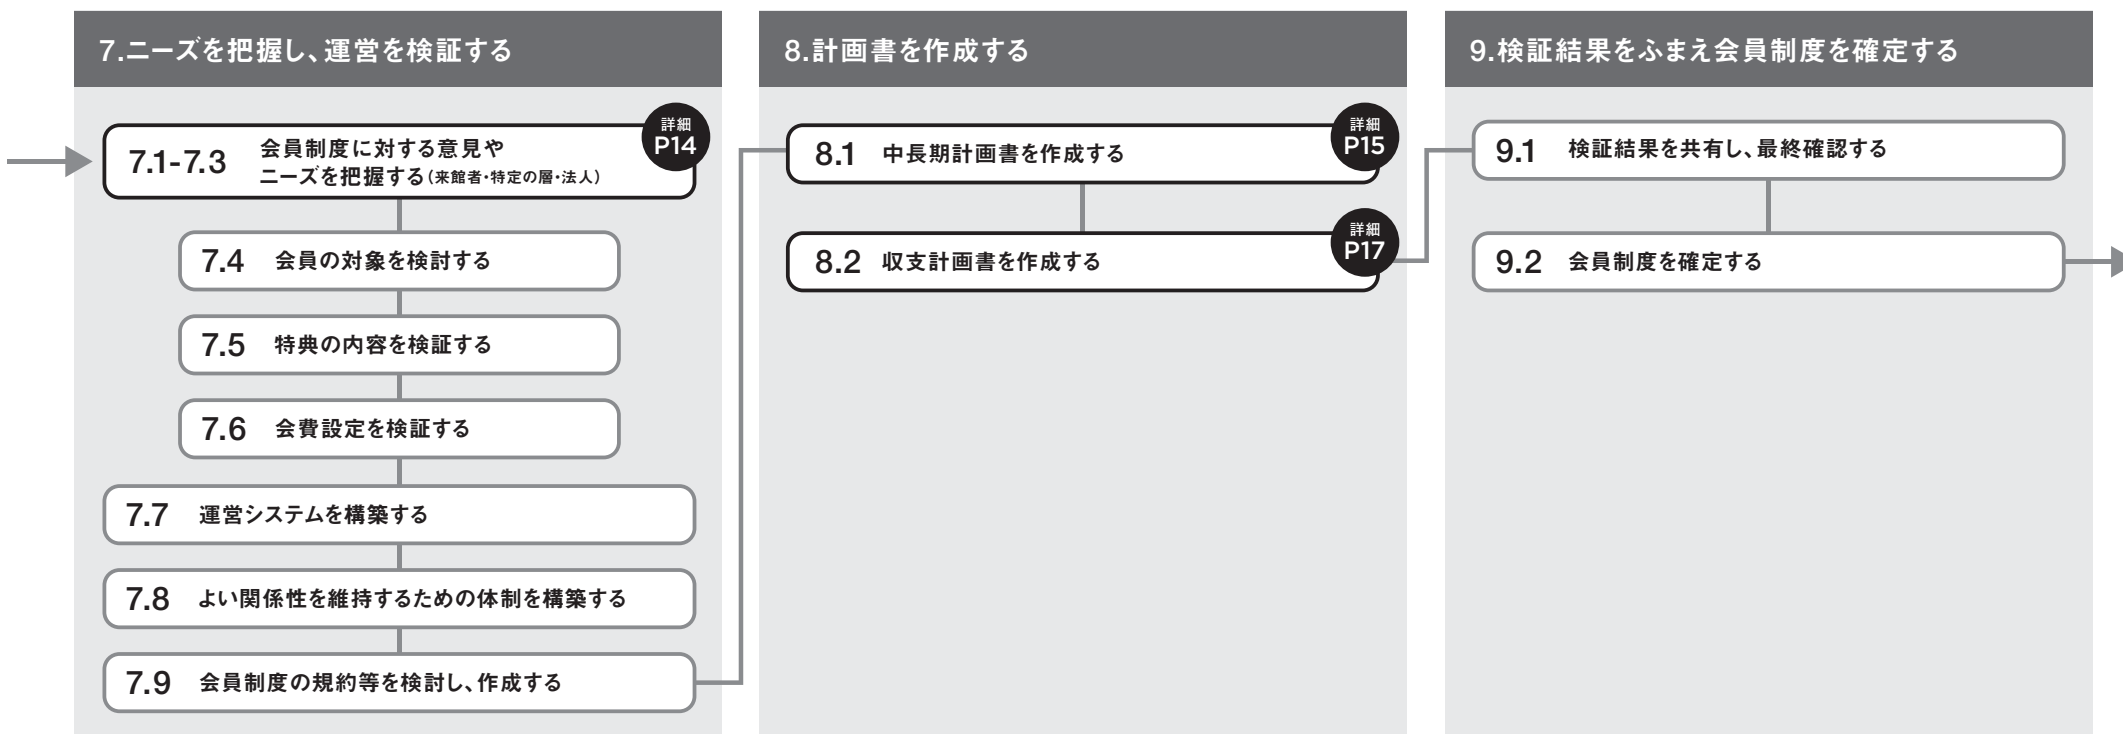 7.ニーズを把握し、運営を検証する
7.1-7.3 会員制度に対する意見や
ニーズを把握する(来館者・特定の層・法人)
詳細
P14
7.4 会員の対象を検討する
7.5 特典の内容を検証する
7.6 会費設定を検証する
7.7 運営システムを構築する
7.8 よい関係性を維持するための体制を構築する
7.9 会員制度の規約等を検討し、作成する
8.計画書を作成する
8.1 中長期計画書を作成する
詳細
P15
8.2 収支計画書を作成する
詳細
P17
9.検証結果をふまえ会員制度を確定する
9.1 検証結果を共有し、最終確認する
9.2 会員制度を確定する